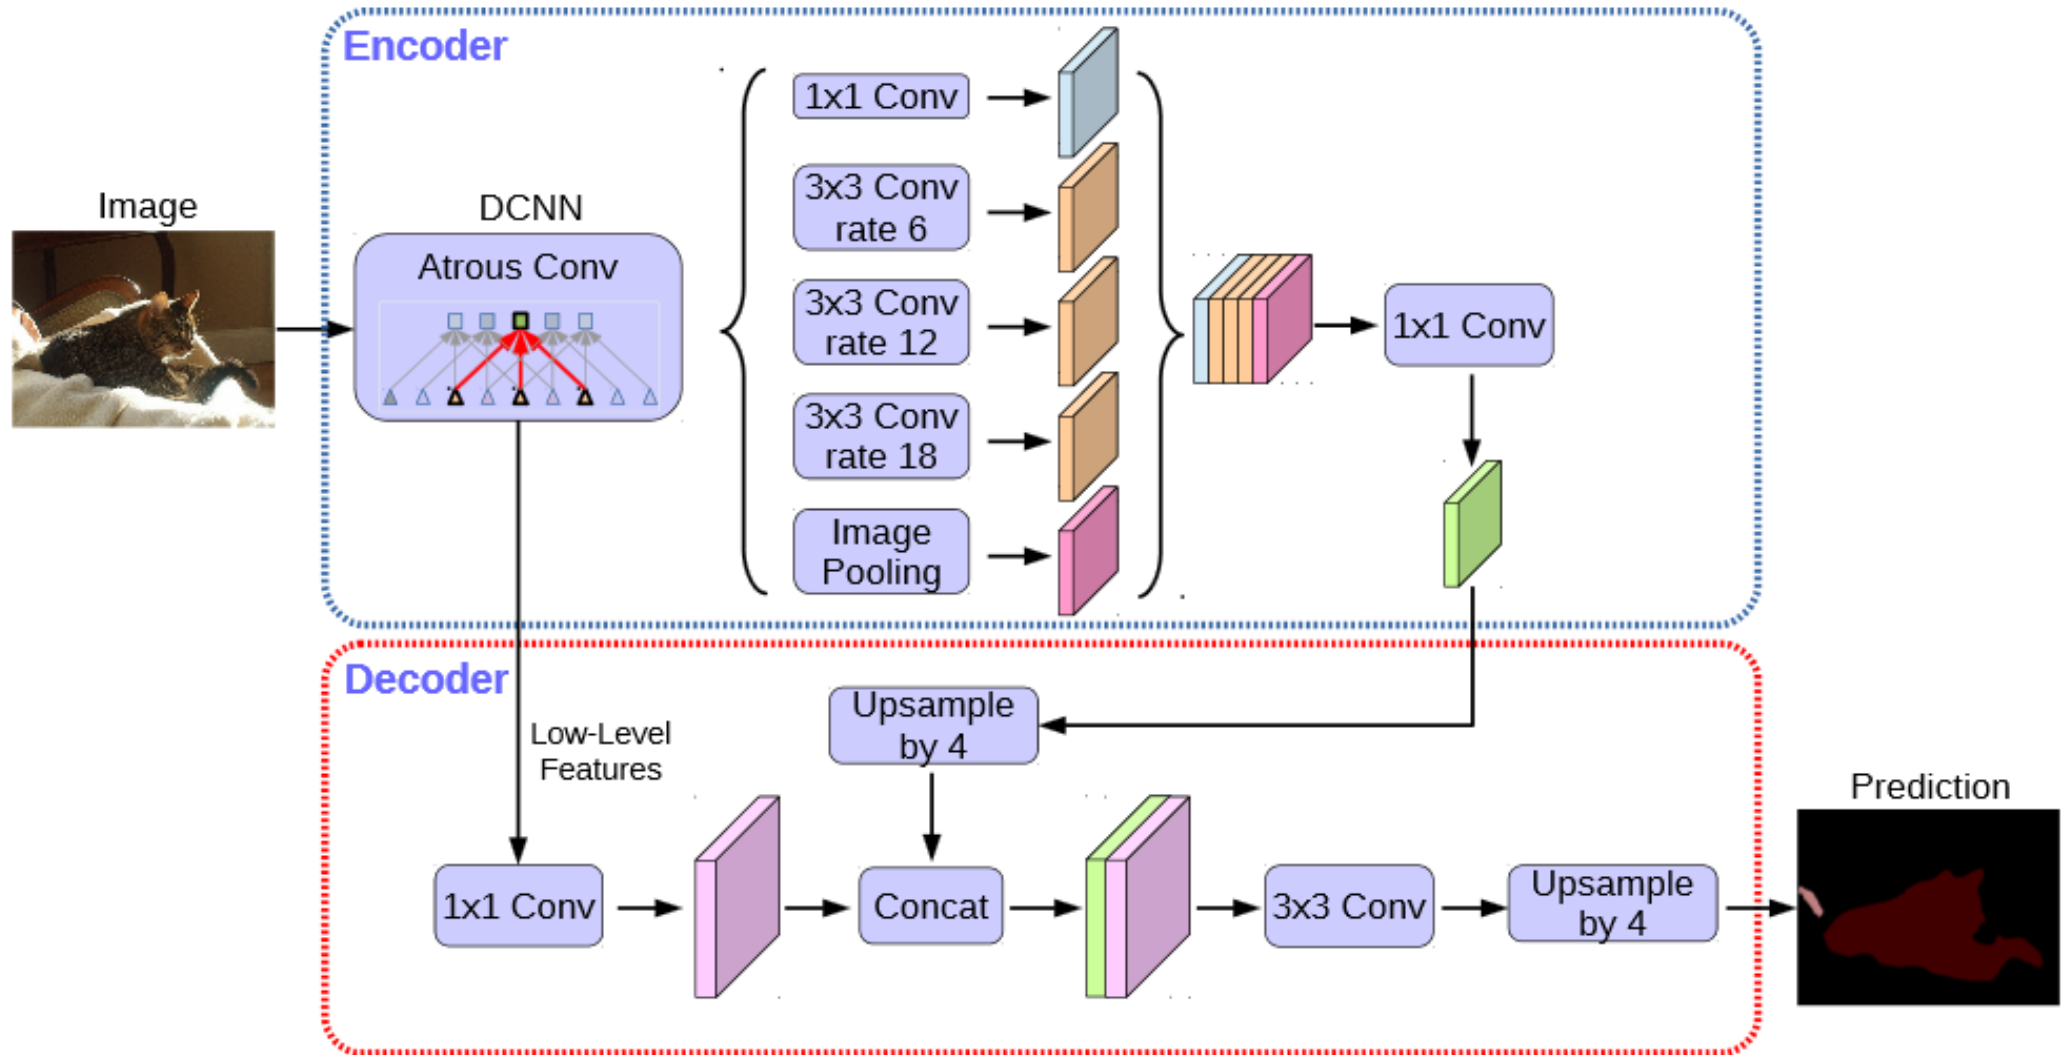 Encoder
Image
DCNN
Atrous Conv
1x1 Conv
3x3 Conv
rate 6
3x3 Conv
rate 12
3x3 Conv
rate 18
Image
Pooling
1x1 Conv
Decoder
Low-Level
Features
1x1 Conv
Upsample
by 4
Concat
3x3 Conv
Upsample
by 4
Prediction